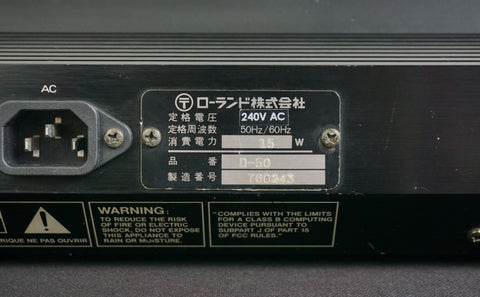 AC
〒 ローランド株式会社
定格電圧 240V AC
定格周波数 50Hz/60Hz
消費電力 15 W
品番 D-50
製造番号 760243
RIQUE NE PAS OUVRIR
WARNING:
TO REDUCE THE RISK
OF FIRE OR ELECTRIC
SHOCK, DO NOT EXPOSE
THIS APPLIANCE TO
RAIN OR MOISTURE.
"COMPLIES WITH THE LIMITS
FOR A CLASS B COMPUTING
DEVICE PURSUANT TO
SUBPART J OF PART 15
OF FCC RULES."